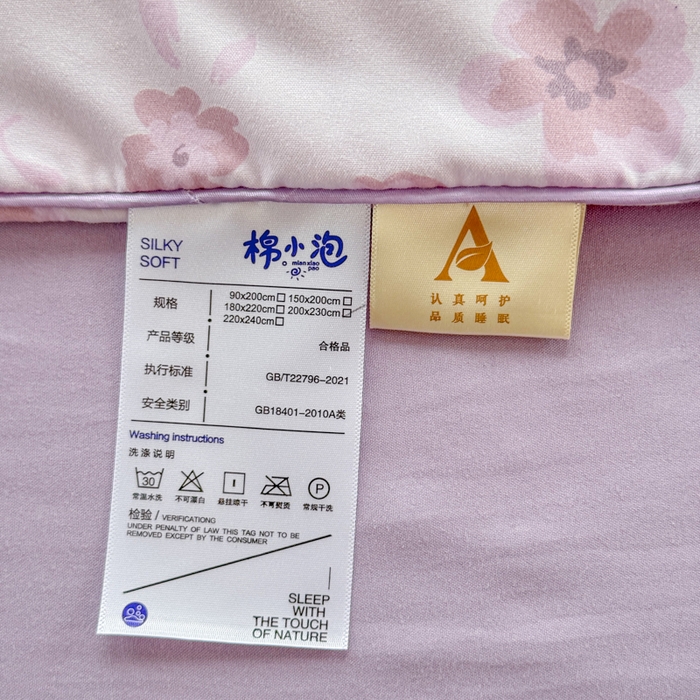 SILKY
SOFT
棉小泡
mianxiao
pao
规格
90x200cm□ 150x200cm□
180x220cm□ 200x230cm☑
220x240cm□
产品等级
合格品
执行标准
GB/T22796-2021
安全类别
GB18401-2010A类
Washing instructions
洗涤说明
30
P
常温水洗 不可漂白 悬挂晾干 不可熨烫 常规干洗
检验 / VERIFICATIONG
UNDER PENALTY OF LAW THIS TAG NOT TO BE
REMOVED EXCEPT BY THE CONSUMER
SLEEP
WITH
THE TOUCH
OF NATURE
A
认真呵护
品质睡眠